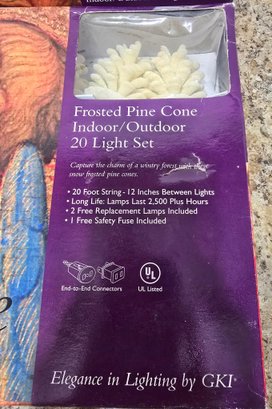 Frosted Pine Cone
Indoor/Outdoor
20 Light Set
Capture the charm of a wintry forest with these
snow frosted pine cones.
• 20 Foot String - 12 Inches Between Lights
• Long Life: Lamps Last 2,500 Plus Hours
• 2 Free Replacement Lamps Included
• 1 Free Safety Fuse Included
UL
End-to-End Connectors
UL Listed
Elegance in Lighting by GKI